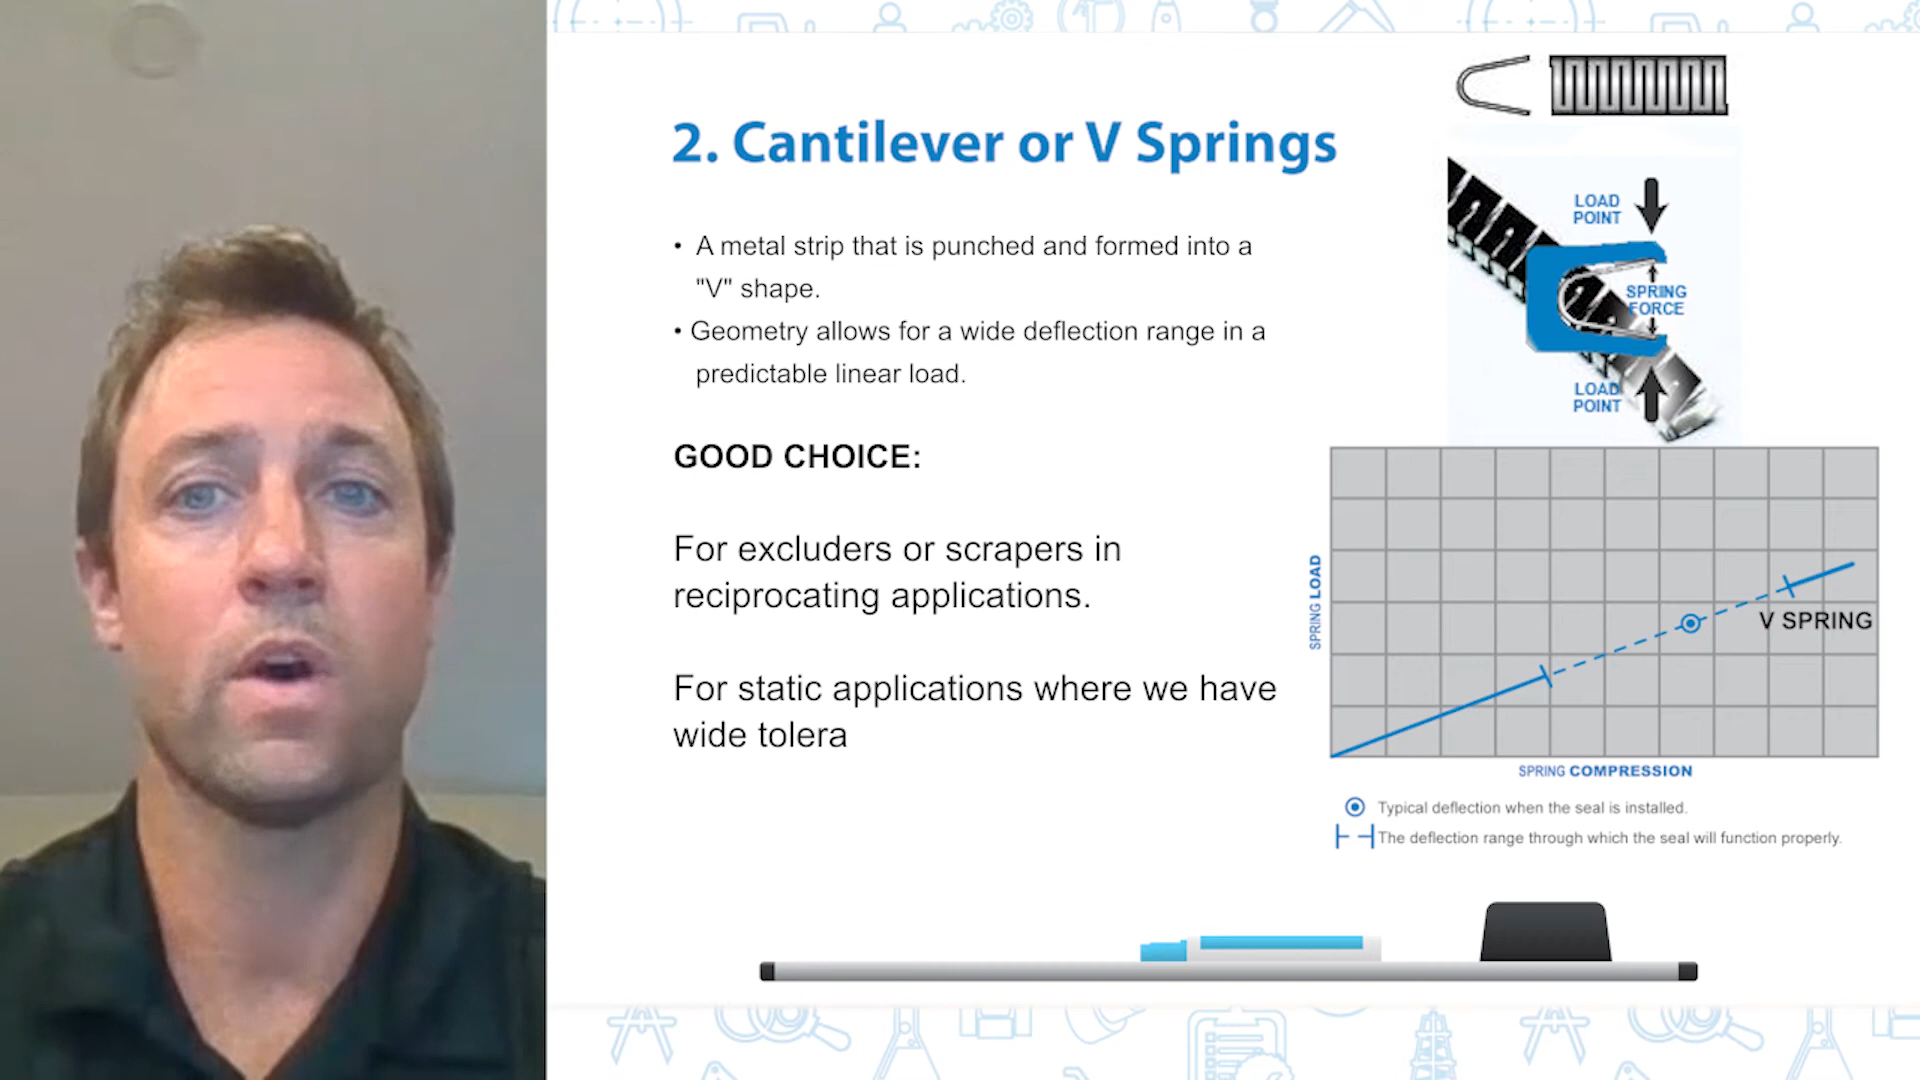 2. Cantilever or V Springs
• A metal strip that is punched and formed into a
"V" shape.
• Geometry allows for a wide deflection range in a
predictable linear load.
GOOD CHOICE:
For excluders or scrapers in
reciprocating applications.
For static applications where we have
wide tolera
LOAD
POINT
SPRING
FORCE
LOAD
POINT
SPRING LOAD
V SPRING
SPRING COMPRESSION
Typical deflection when the seal is installed.
The deflection range through which the seal will function properly.